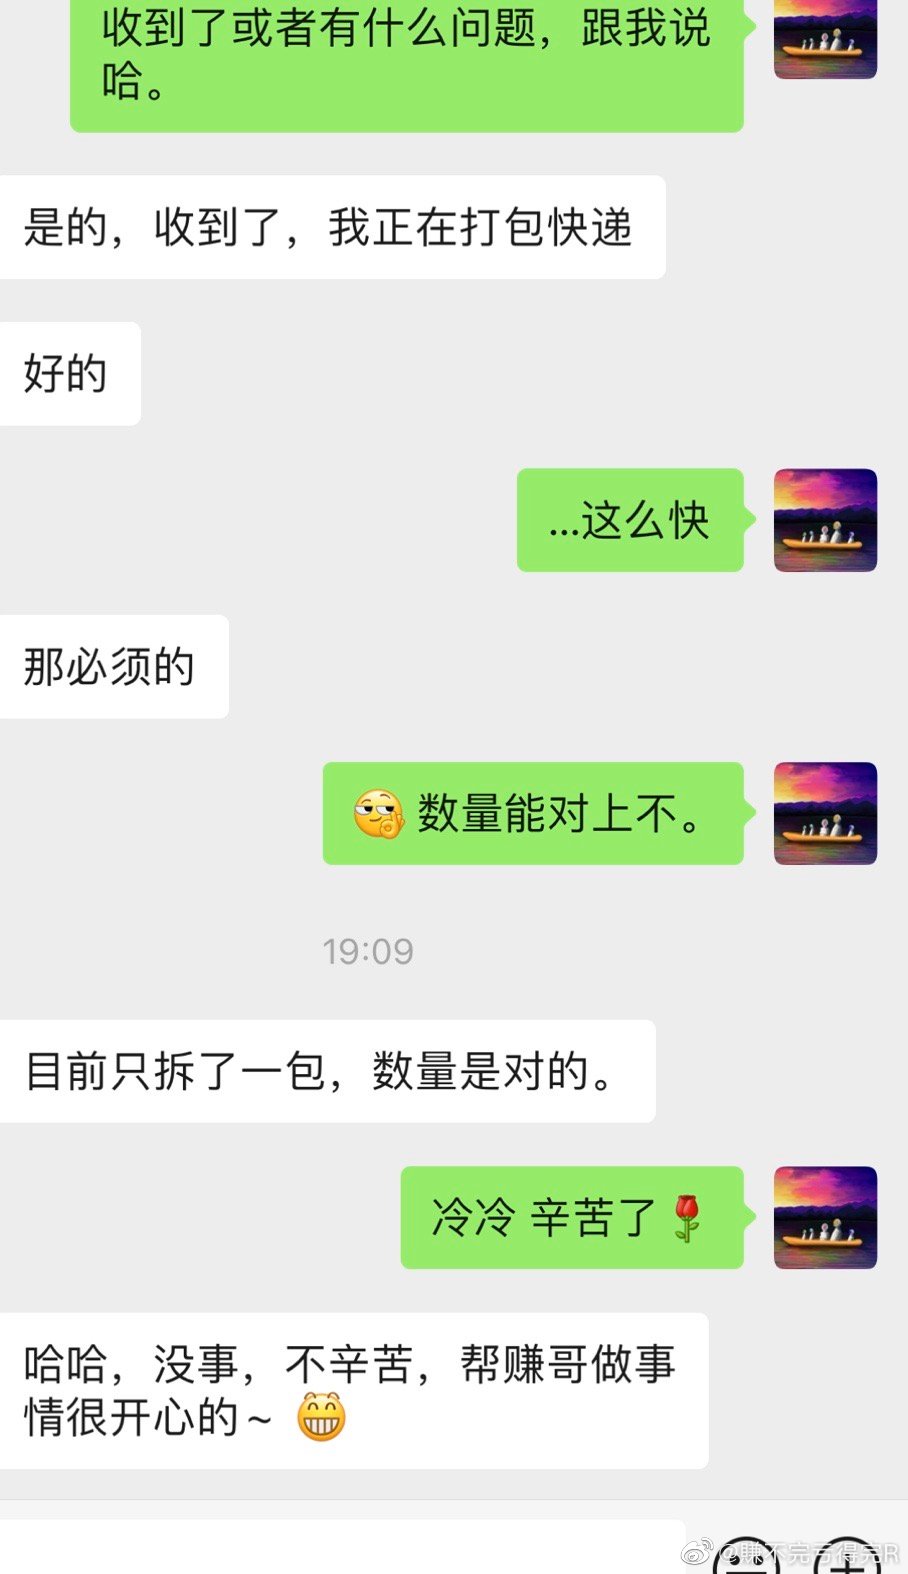 收到了或者有什么问题，跟我说
哈。
是的，收到了，我正在打包快递
好的
...这么快
那必须的
数量能对上不。
19:09
目前只拆了一包，数量是对的。
冷冷 辛苦了
哈哈，没事，不辛苦，帮赚哥做事
情很开心的~
@賺不完亏得完R